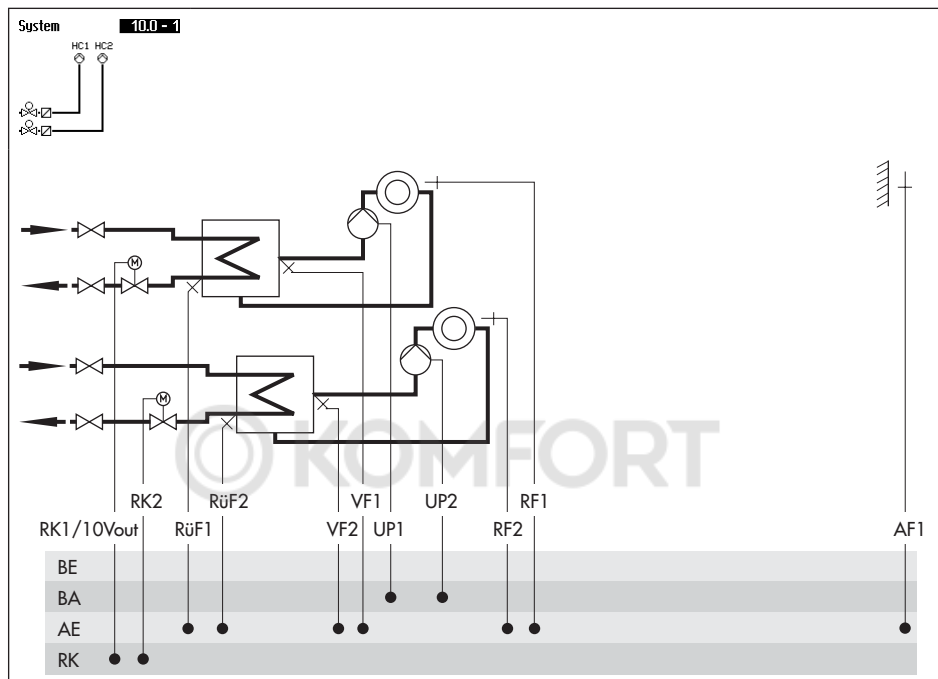 System 10.0 - 1
HC1 HC2
M
M
KOMFORT
RK2 RüF2 VF1 UP2 RF1
RK1/10Vout RüF1 VF2 UP1 RF2 AF1
BE
BA
AE
RK